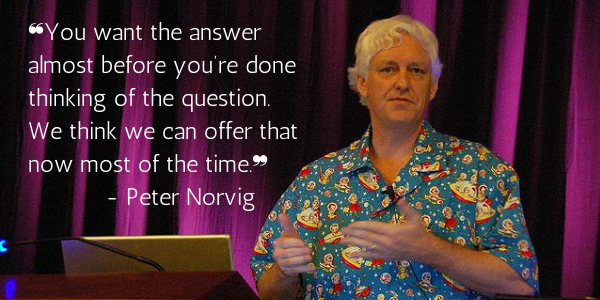 ❝You want the answer
almost before you're done
thinking of the question.
We think we can offer that
now most of the time.❞
- Peter Norvig